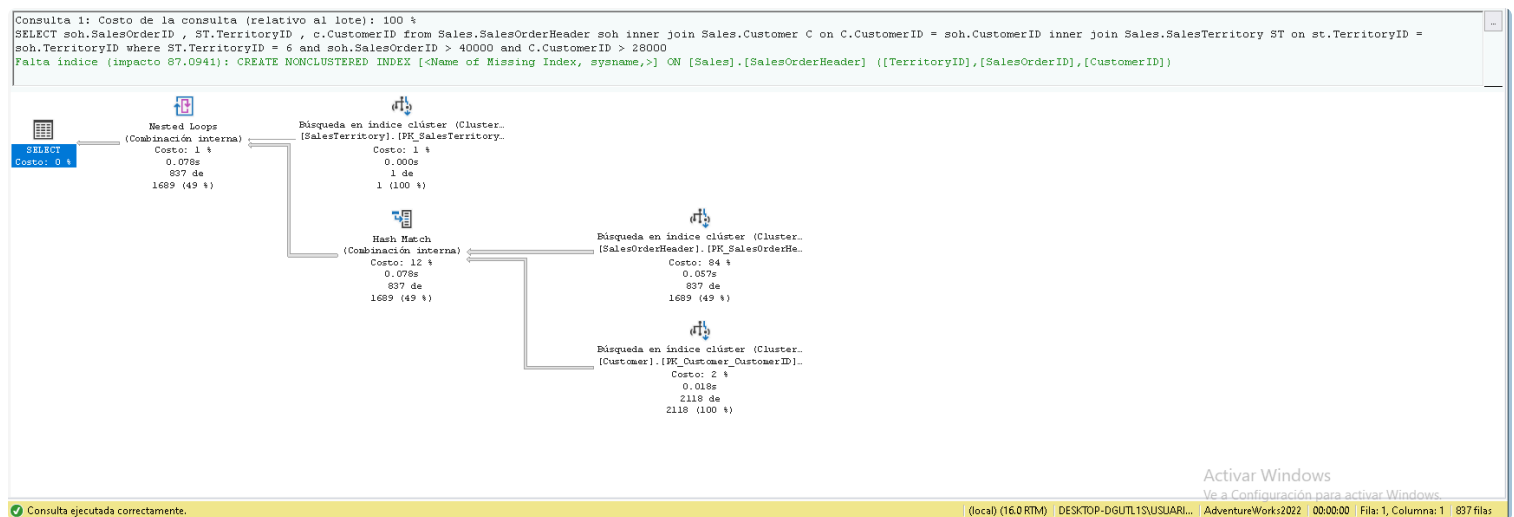 Consulta 1: Costo de la consulta (relativo al lote): 100 %
SELECT soh.SalesOrderID , ST.TerritoryID , c.CustomerID from Sales.SalesOrderHeader soh inner join Sales.Customer C on C.CustomerID = soh.CustomerID inner join Sales.SalesTerritory ST on st.TerritoryID =
soh.TerritoryID where ST.TerritoryID = 6 and soh.SalesOrderID > 40000 and C.CustomerID > 28000
Falta índice (impacto 87.0941): CREATE NONCLUSTERED INDEX [<Name of Missing Index, sysname,>] ON [Sales].[SalesOrderHeader] ([TerritoryID],[SalesOrderID],[CustomerID])
...
SELECT
Costo: 0 %
Nested Loops
(Combinación interna)
Costo: 1 %
0.078s
837 de
1689 (49 %)
Búsqueda en índice clúster (Cluster…
[SalesTerritory].[PK_SalesTerritory…
Costo: 1 %
0.000s
1 de
1 (100 %)
Hash Match
(Combinación interna)
Costo: 12 %
0.078s
837 de
1689 (49 %)
Búsqueda en índice clúster (Cluster…
[SalesOrderHeader].[PK_SalesOrderHe…
Costo: 84 %
0.057s
837 de
1689 (49 %)
Búsqueda en índice clúster (Cluster…
[Customer].[PK_Customer_CustomerID]…
Costo: 2 %
0.018s
2118 de
2118 (100 %)
Activar Windows
Ve a Configuración para activar Windows.
Consulta ejecutada correctamente.
(local) (16.0 RTM) DESKTOP-DGUTL1S\USUARI... AdventureWorks2022 00:00:00 Fila: 1, Columna: 1 837 filas